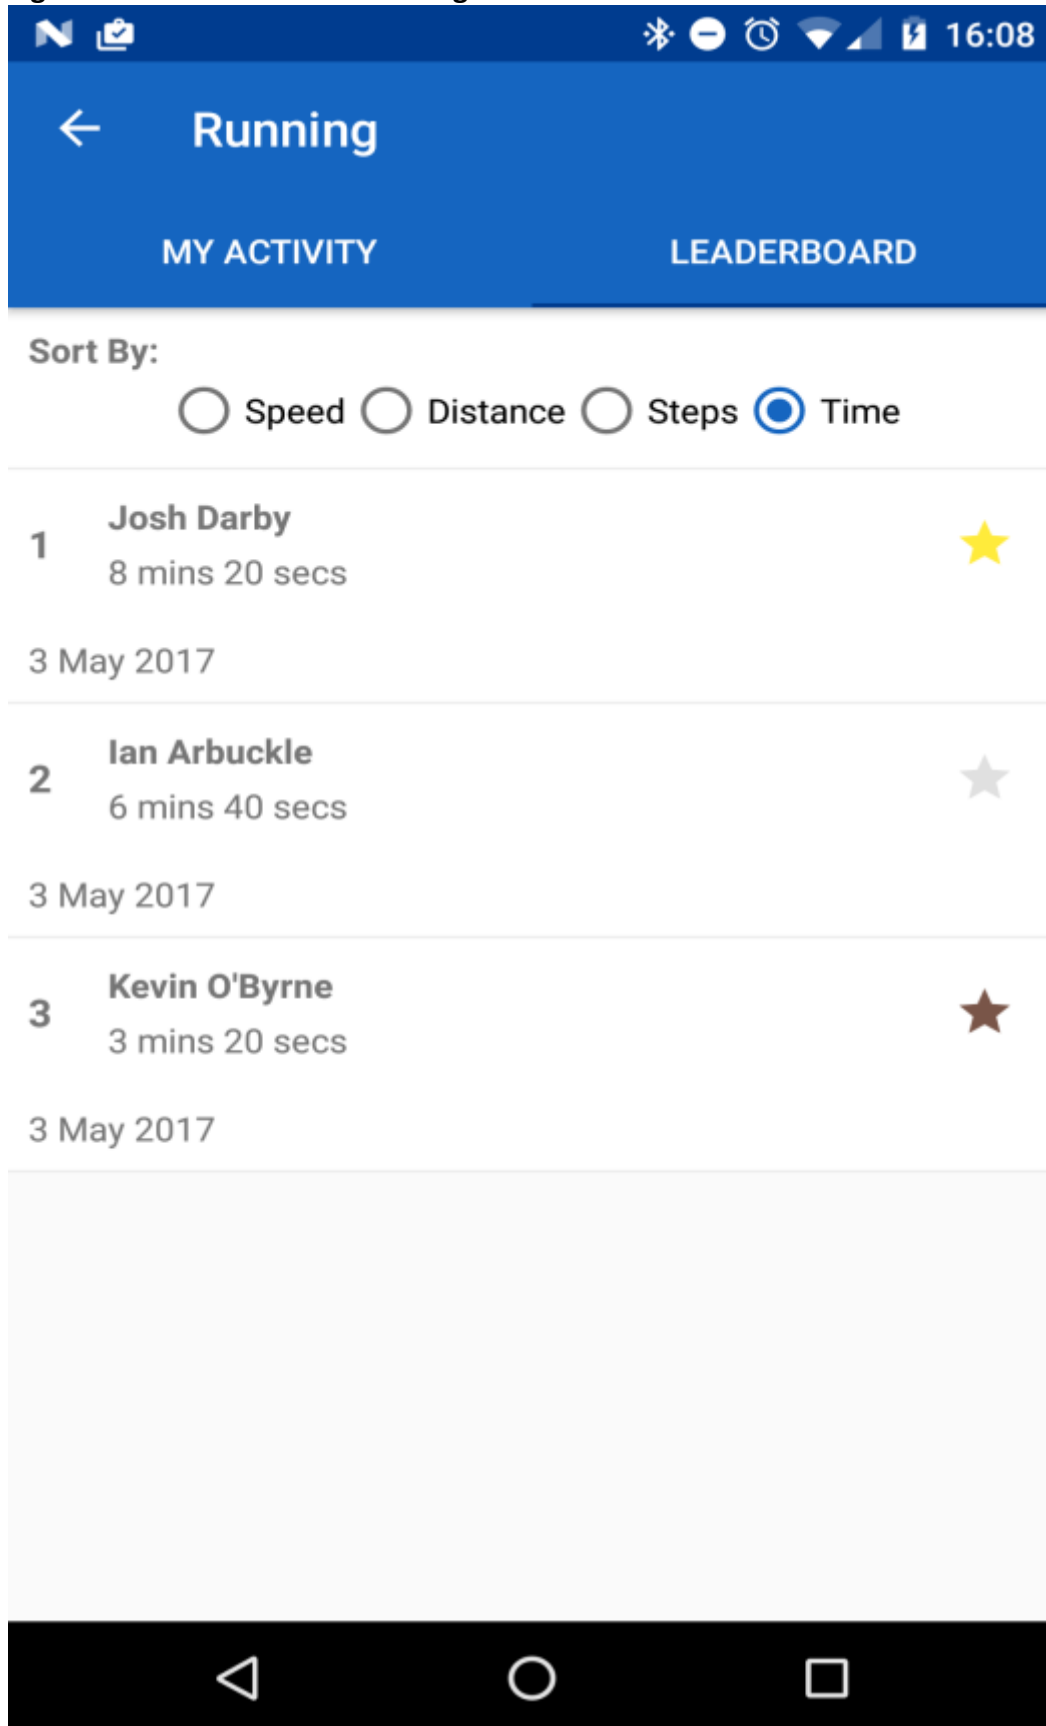 16:08
Running
MY ACTIVITY LEADERBOARD
Sort By:
Speed Distance Steps Time
1 Josh Darby
8 mins 20 secs
3 May 2017
2 Ian Arbuckle
6 mins 40 secs
3 May 2017
3 Kevin O'Byrne
3 mins 20 secs
3 May 2017